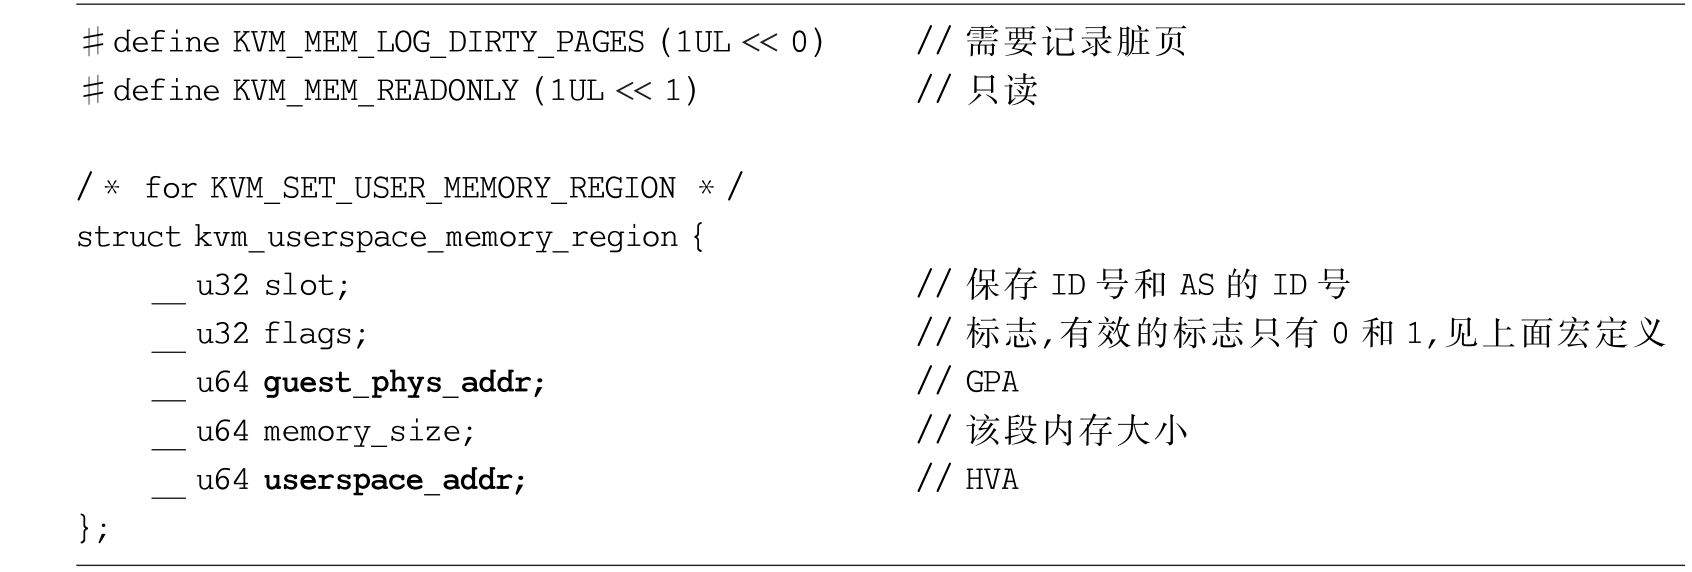 #define KVM_MEM_LOG_DIRTY_PAGES (1UL << 0) // 需要记录脏页
#define KVM_MEM_READONLY (1UL << 1) // 只读
/* for KVM_SET_USER_MEMORY_REGION */
struct kvm_userspace_memory_region {
__u32 slot; // 保存 ID 号和 AS 的 ID 号
__u32 flags; // 标志,有效的标志只有 0 和 1,见上面宏定义
__u64 guest_phys_addr; // GPA
__u64 memory_size; // 该段内存大小
__u64 userspace_addr; // HVA
};